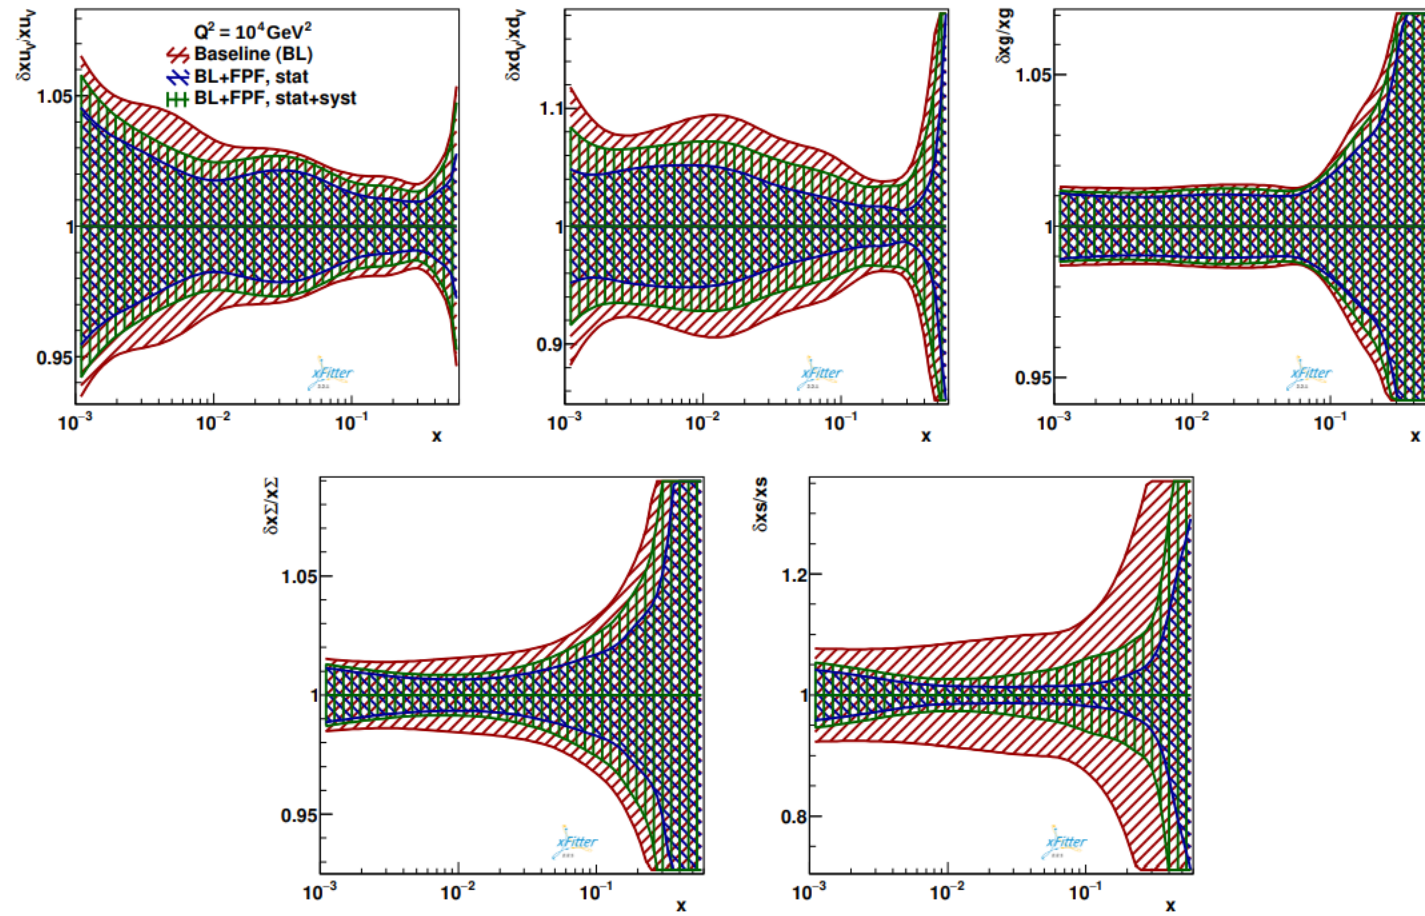 δxu_V/xu_V
Q² = 10⁴ GeV²
Baseline (BL)
BL+FPF, stat
BL+FPF, stat+syst
1.05
1
0.95
xFitter
10⁻³ 10⁻² 10⁻¹
x
δxd_V/xd_V
1.1
1
0.9
xFitter
10⁻³ 10⁻² 10⁻¹
x
δxg/xg
1.05
1
0.95
xFitter
10⁻³ 10⁻² 10⁻¹
x
δxΣ/xΣ
1.05
1
0.95
xFitter
10⁻³ 10⁻² 10⁻¹
x
δxs/xs
1.2
1
0.8
xFitter
10⁻³ 10⁻² 10⁻¹
x